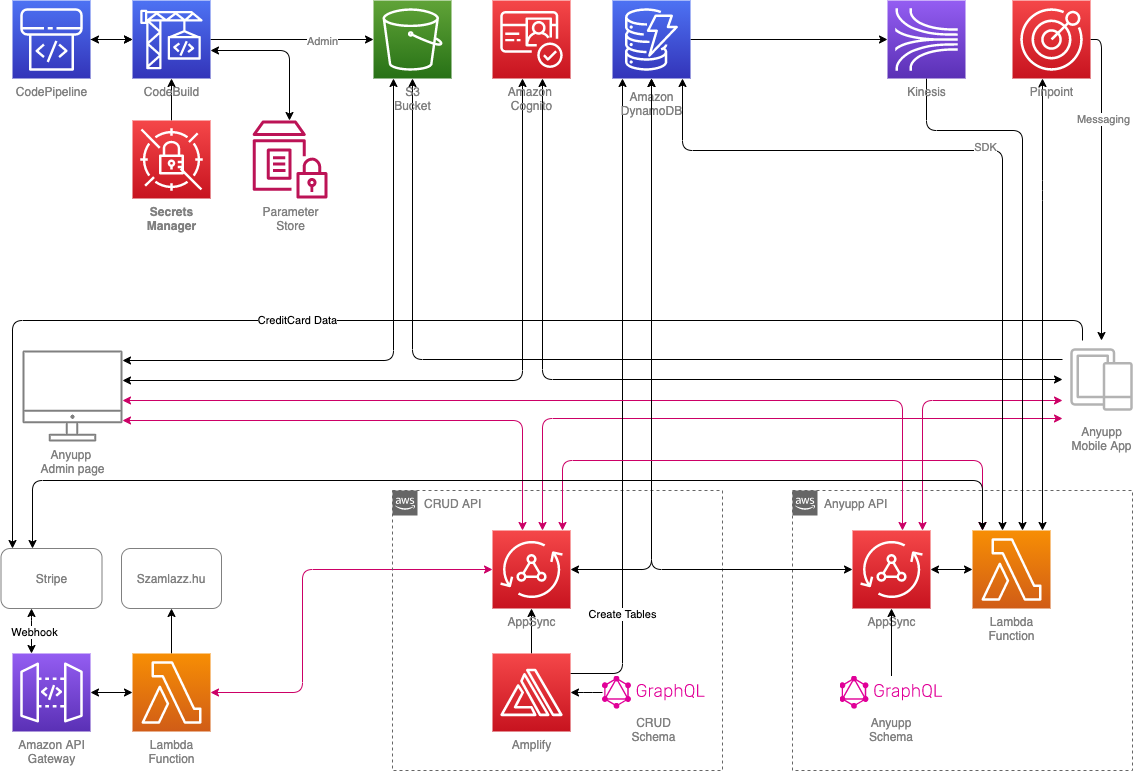 CodePipeline
CodeBuild
Admin
S3
Bucket
Amazon
Cognito
Amazon
DynamoDB
Kinesis
Pinpoint
Messaging
SDK
Secrets
Manager
Parameter
Store
CreditCard Data
Anyupp
Admin page
Anyupp
Mobile App
aws
CRUD API
aws
Anyupp API
Stripe
Szamlazz.hu
AppSync
AppSync
Lambda
Function
Create Tables
Webhook
GraphQL
CRUD
Schema
GraphQL
Anyupp
Schema
Amazon API
Gateway
Lambda
Function
Amplify